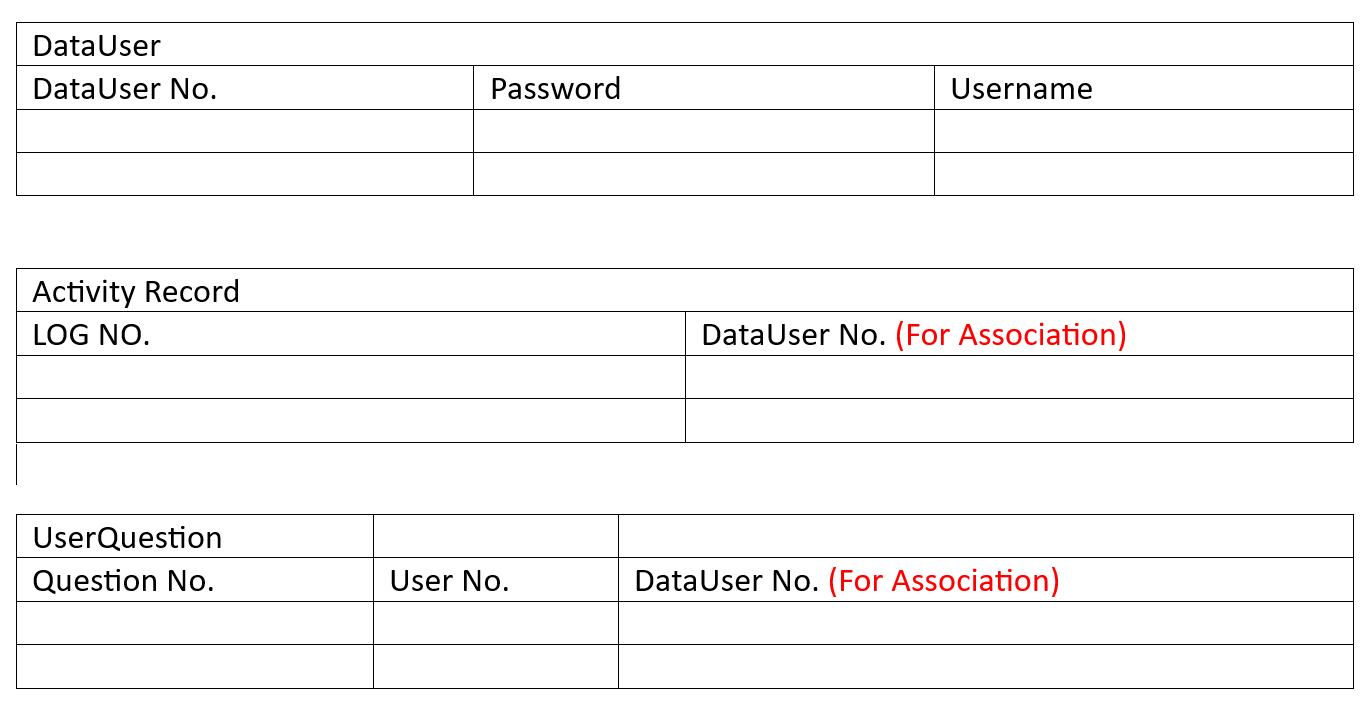 DataUser
DataUser No. Password Username
Activity Record
LOG NO. DataUser No. (For Association)
UserQuestion
Question No. User No. DataUser No. (For Association)